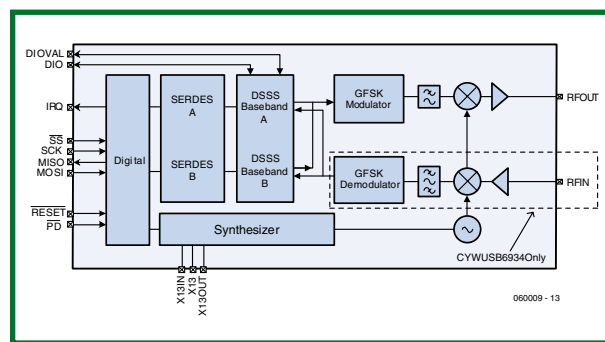 DIOVAL
DIO
IRQ
SS
SCK
MISO
MOSI
RESET
PD
Digital
SERDES
A
SERDES
B
DSSS
Baseband
A
DSSS
Baseband
B
GFSK
Modulator
GFSK
Demodulator
Synthesizer
RFOUT
RFIN
CYWUSB6934Only
X13IN
X13
X13OUT
060009 - 13